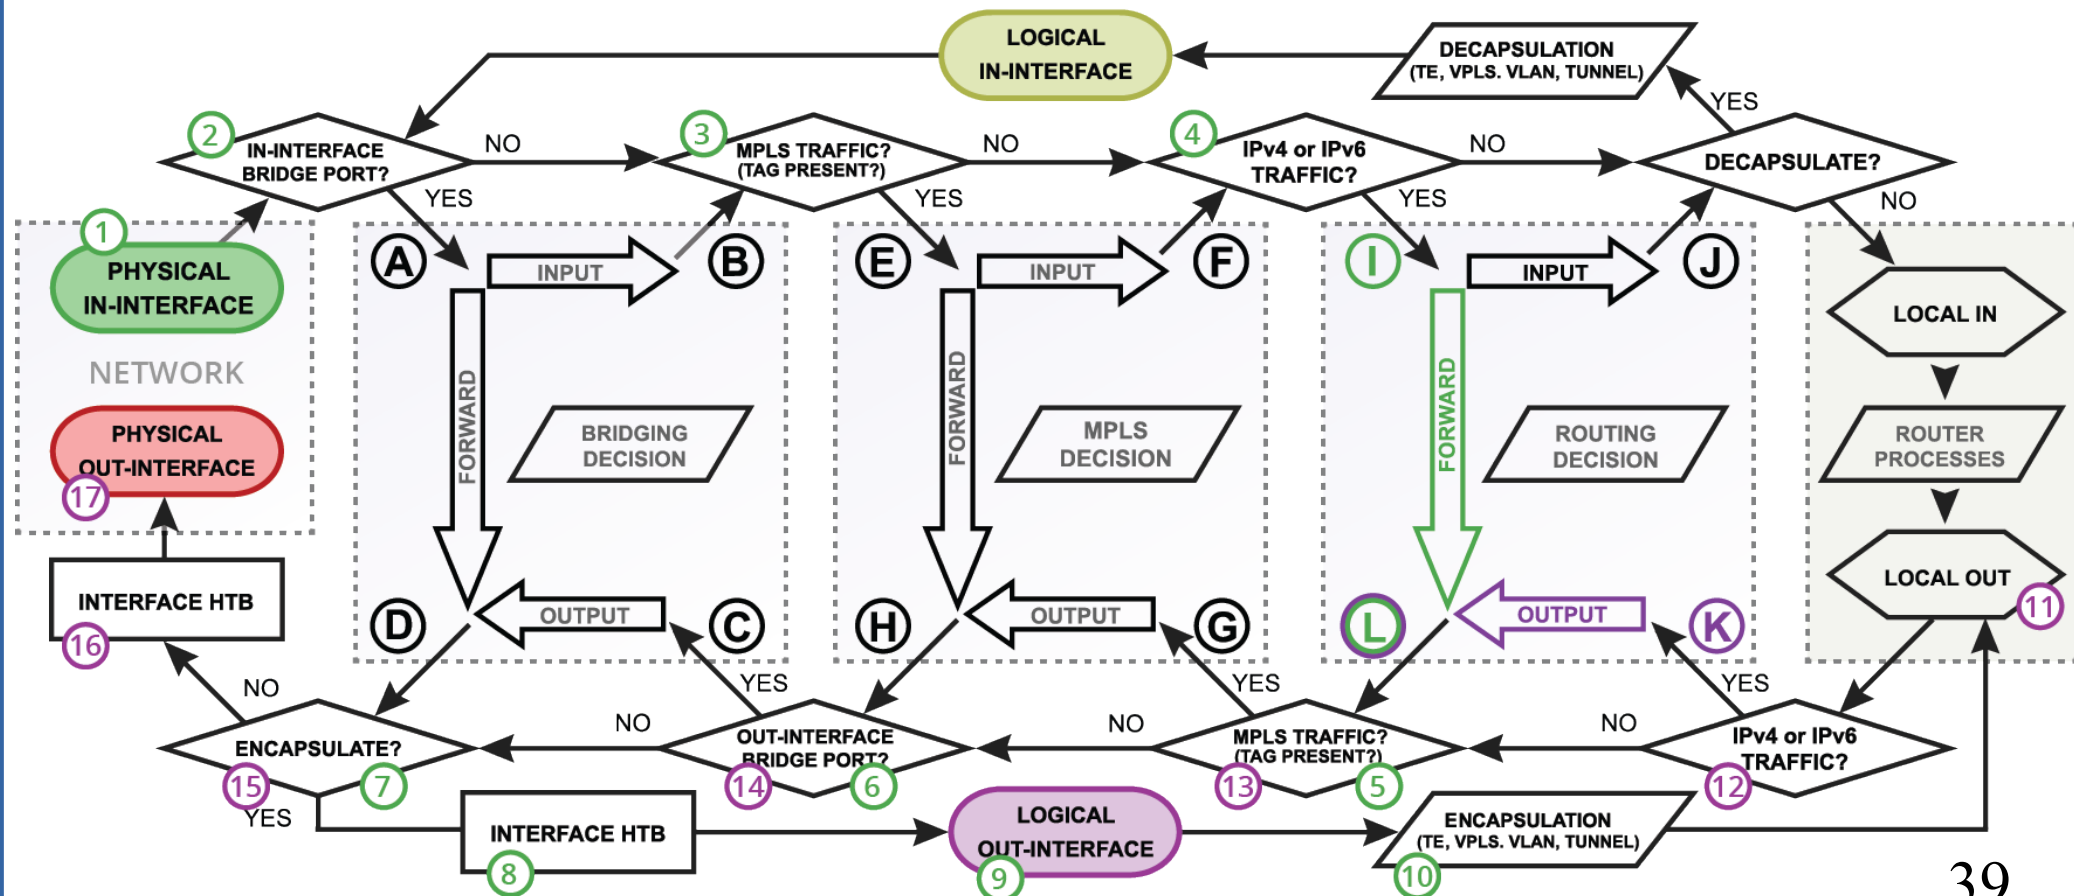 LOGICAL
IN-INTERFACE
DECAPSULATION
(TE, VPLS. VLAN, TUNNEL)
YES
2
IN-INTERFACE
BRIDGE PORT?
NO
3
MPLS TRAFFIC?
(TAG PRESENT?)
NO
4
IPv4 or IPv6
TRAFFIC?
NO
DECAPSULATE?
YES
YES
YES
NO
1
PHYSICAL
IN-INTERFACE
NETWORK
PHYSICAL
OUT-INTERFACE
17
INTERFACE HTB
16
A
INPUT
B
FORWARD
BRIDGING
DECISION
D
OUTPUT
C
E
INPUT
F
FORWARD
MPLS
DECISION
H
OUTPUT
G
I
INPUT
J
FORWARD
ROUTING
DECISION
L
OUTPUT
K
LOCAL IN
ROUTER
PROCESSES
LOCAL OUT
11
NO
YES
YES
YES
ENCAPSULATE?
15
7
YES
NO
OUT-INTERFACE
BRIDGE PORT?
14
6
NO
MPLS TRAFFIC?
(TAG PRESENT?)
13
5
NO
IPv4 or IPv6
TRAFFIC?
12
INTERFACE HTB
8
LOGICAL
OUT-INTERFACE
9
ENCAPSULATION
(TE, VPLS. VLAN, TUNNEL)
10
39